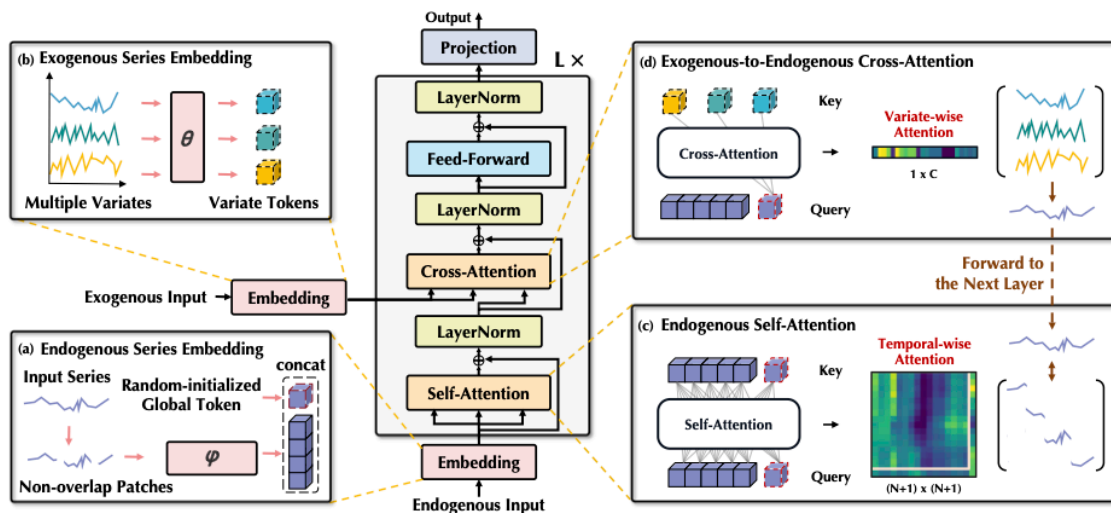 Output
Projection
L ×
LayerNorm
Feed-Forward
LayerNorm
Cross-Attention
LayerNorm
Self-Attention
Embedding
Endogenous Input
Exogenous Input
Embedding
(b) Exogenous Series Embedding
θ
Multiple Variates
Variate Tokens
(a) Endogenous Series Embedding
concat
Input Series
Random-initialized
Global Token
φ
Non-overlap Patches
(d) Exogenous-to-Endogenous Cross-Attention
Key
Variate-wise
Attention
Cross-Attention
1 x C
Query
Forward to
the Next Layer
(c) Endogenous Self-Attention
Temporal-wise
Attention
Key
Self-Attention
Query
(N+1) x (N+1)